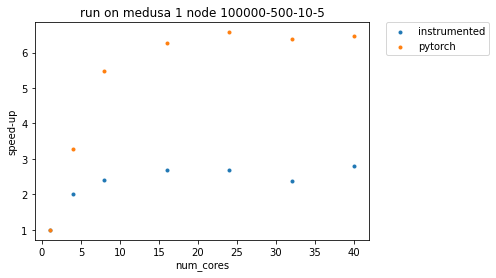 run on medusa 1 node 100000-500-10-5
instrumented
pytorch
speed-up
6
5
4
3
2
1
0 5 10 15 20 25 30 35 40
num_cores